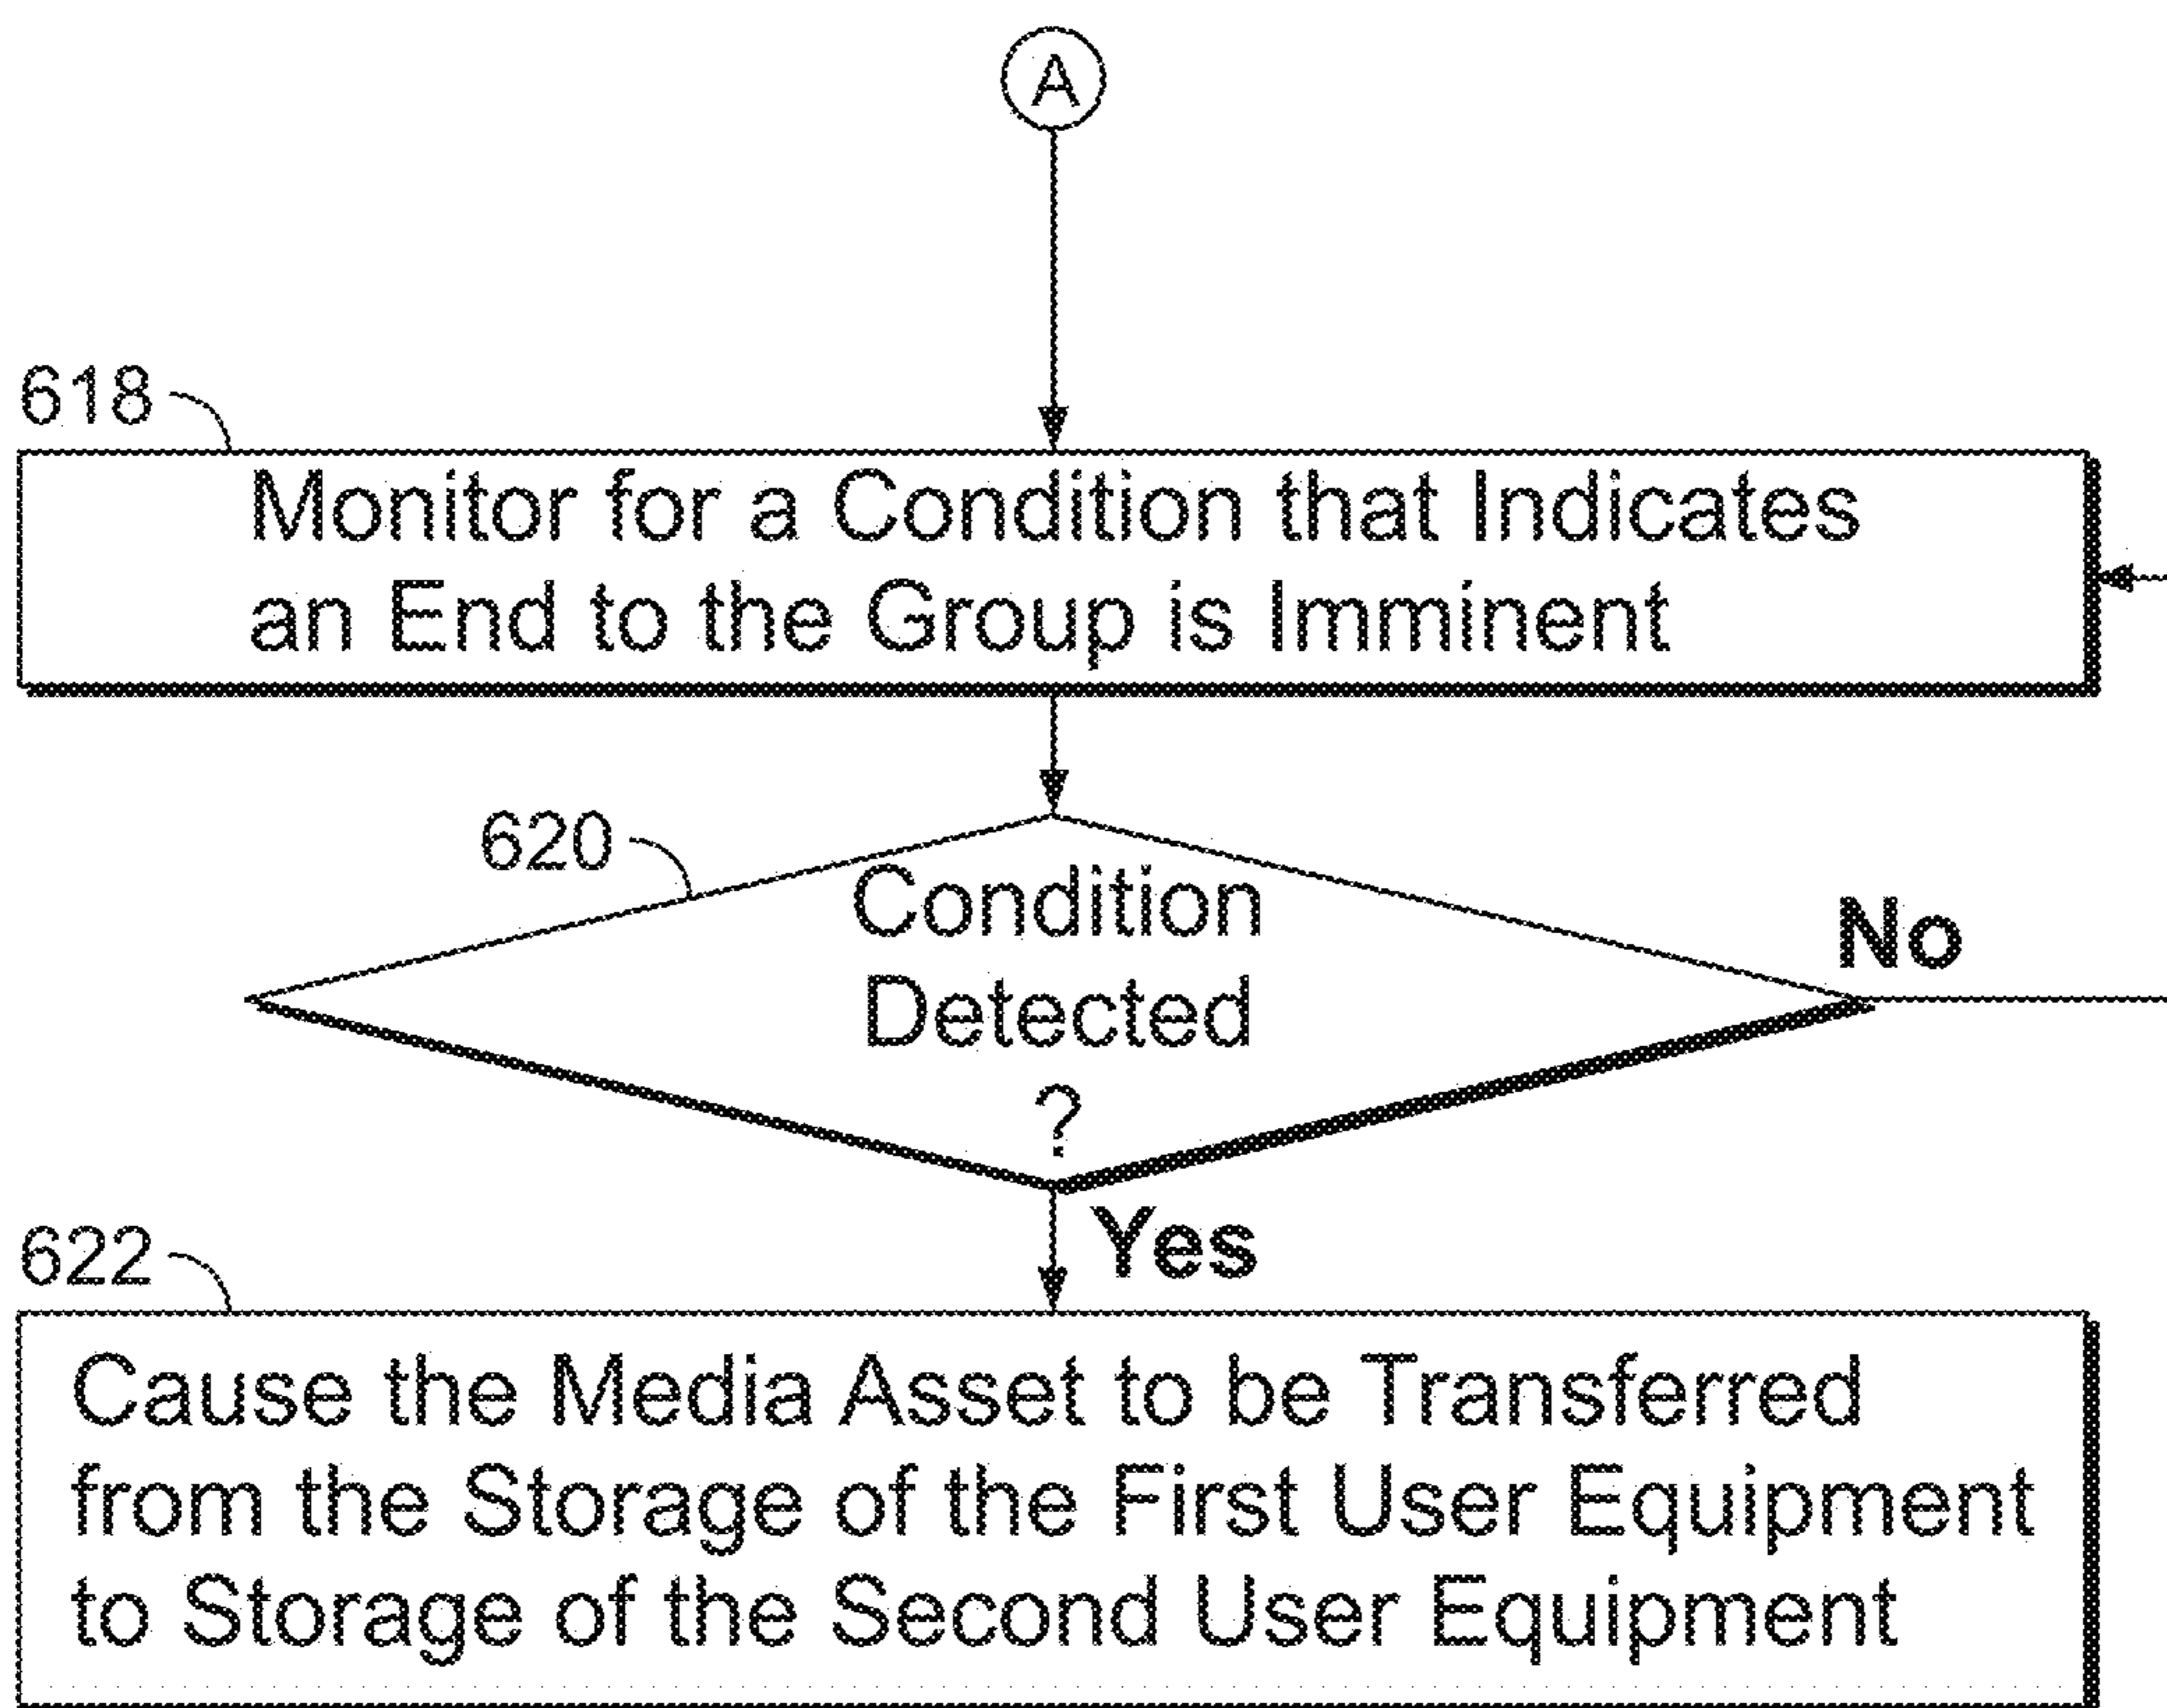 A
618
Monitor for a Condition that Indicates
an End to the Group is Imminent
620
Condition
Detected
?
No
Yes
622
Cause the Media Asset to be Transferred
from the Storage of the First User Equipment
to Storage of the Second User Equipment